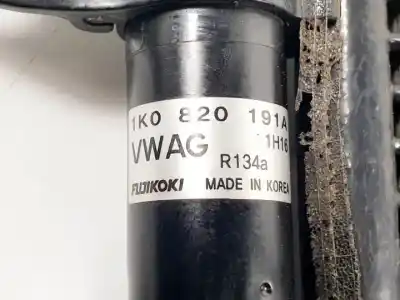 1K0 820 191A
VWAG 1H16
R134a
FUJIKOKI MADE IN KOREA